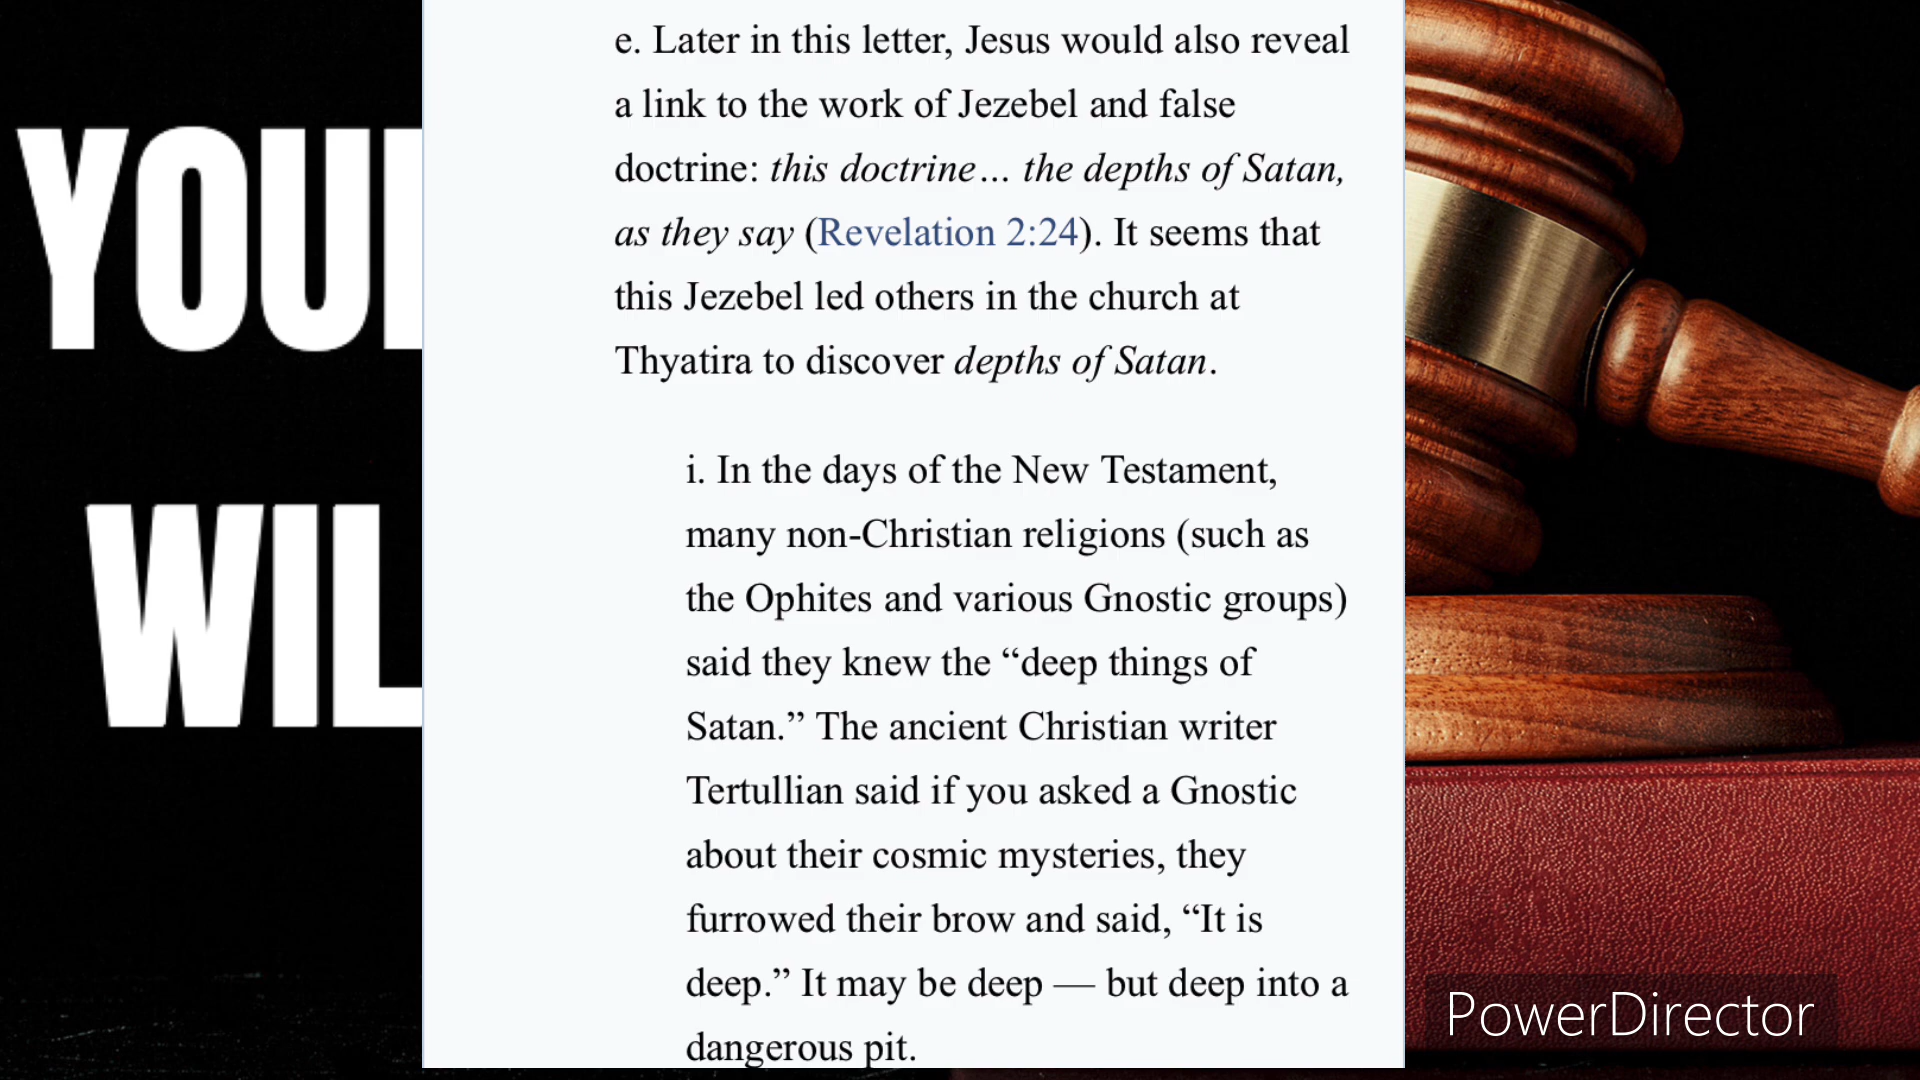 YOU
WIL
e. Later in this letter, Jesus would also reveal
a link to the work of Jezebel and false
doctrine: this doctrine… the depths of Satan,
as they say (Revelation 2:24). It seems that
this Jezebel led others in the church at
Thyatira to discover depths of Satan.
i. In the days of the New Testament,
many non-Christian religions (such as
the Ophites and various Gnostic groups)
said they knew the “deep things of
Satan.” The ancient Christian writer
Tertullian said if you asked a Gnostic
about their cosmic mysteries, they
furrowed their brow and said, “It is
deep.” It may be deep — but deep into a
dangerous pit.
PowerDirector